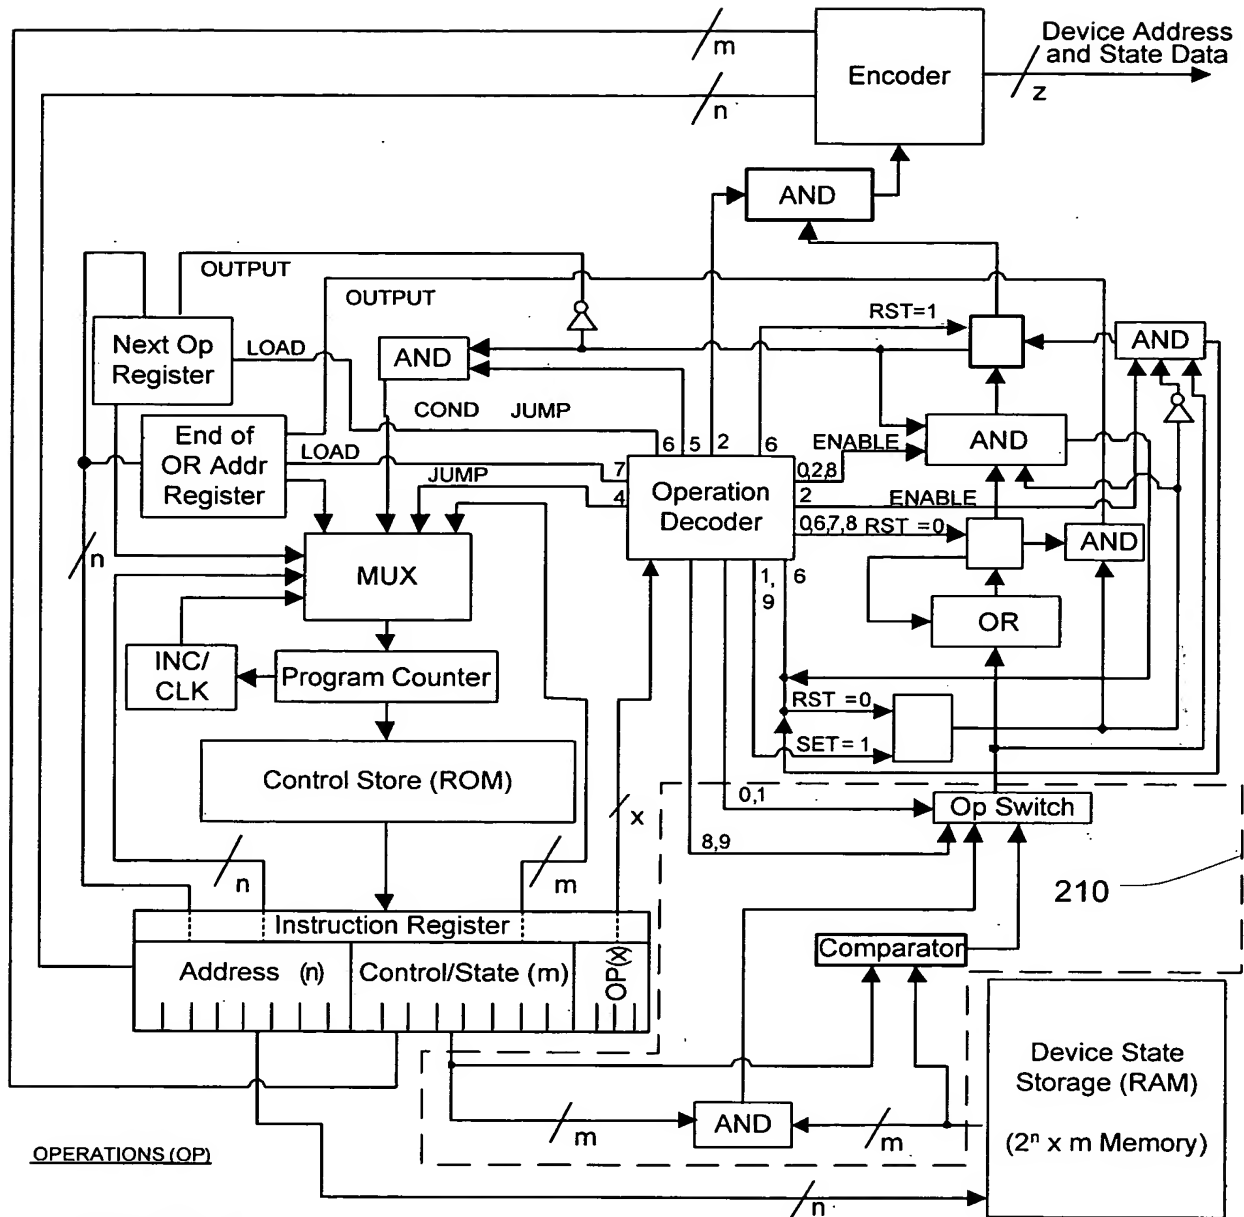 m
Device Address
and State Data
Encoder
n
z
AND
OUTPUT
OUTPUT
RST=1
Next Op
Register
LOAD
AND
AND
COND JUMP
End of
OR Addr
Register
LOAD
6
5
2
6
ENABLE
AND
7
JUMP
4
Operation
Decoder
0,2,8
2
ENABLE
0,6,7,8
RST=0
AND
n
MUX
1,
9
6
OR
INC/
CLK
Program Counter
RST=0
SET=1
Control Store (ROM)
0,1
Op Switch
x
8,9
n
m
210
Instruction Register
Comparator
Address (n)
Control/State (m)
OP(x)
Device State
Storage (RAM)
m
AND
m
(2ⁿ x m Memory)
OPERATIONS (OP)
n